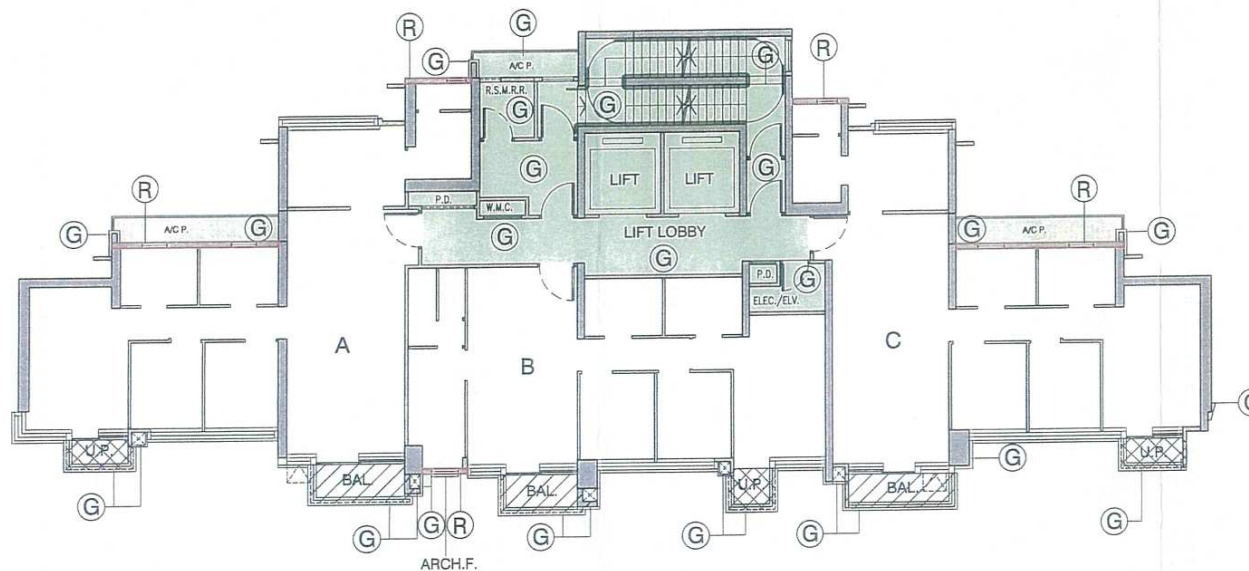 G
R
R
G
A/C P.
R.S.M.R.R.
G
G
G
G
G
LIFT
LIFT
P.D.
W.M.C.
R
R
G
A/C P.
G
G
LIFT LOBBY
G
G
A/C P.
G
P.D.
G
ELEC./ELV.
A
B
C
G
U.P.
BAL.
BAL.
U.P.
BAL.
U.P.
G
G
G
G
R
G
G
G
G
ARCH.F.